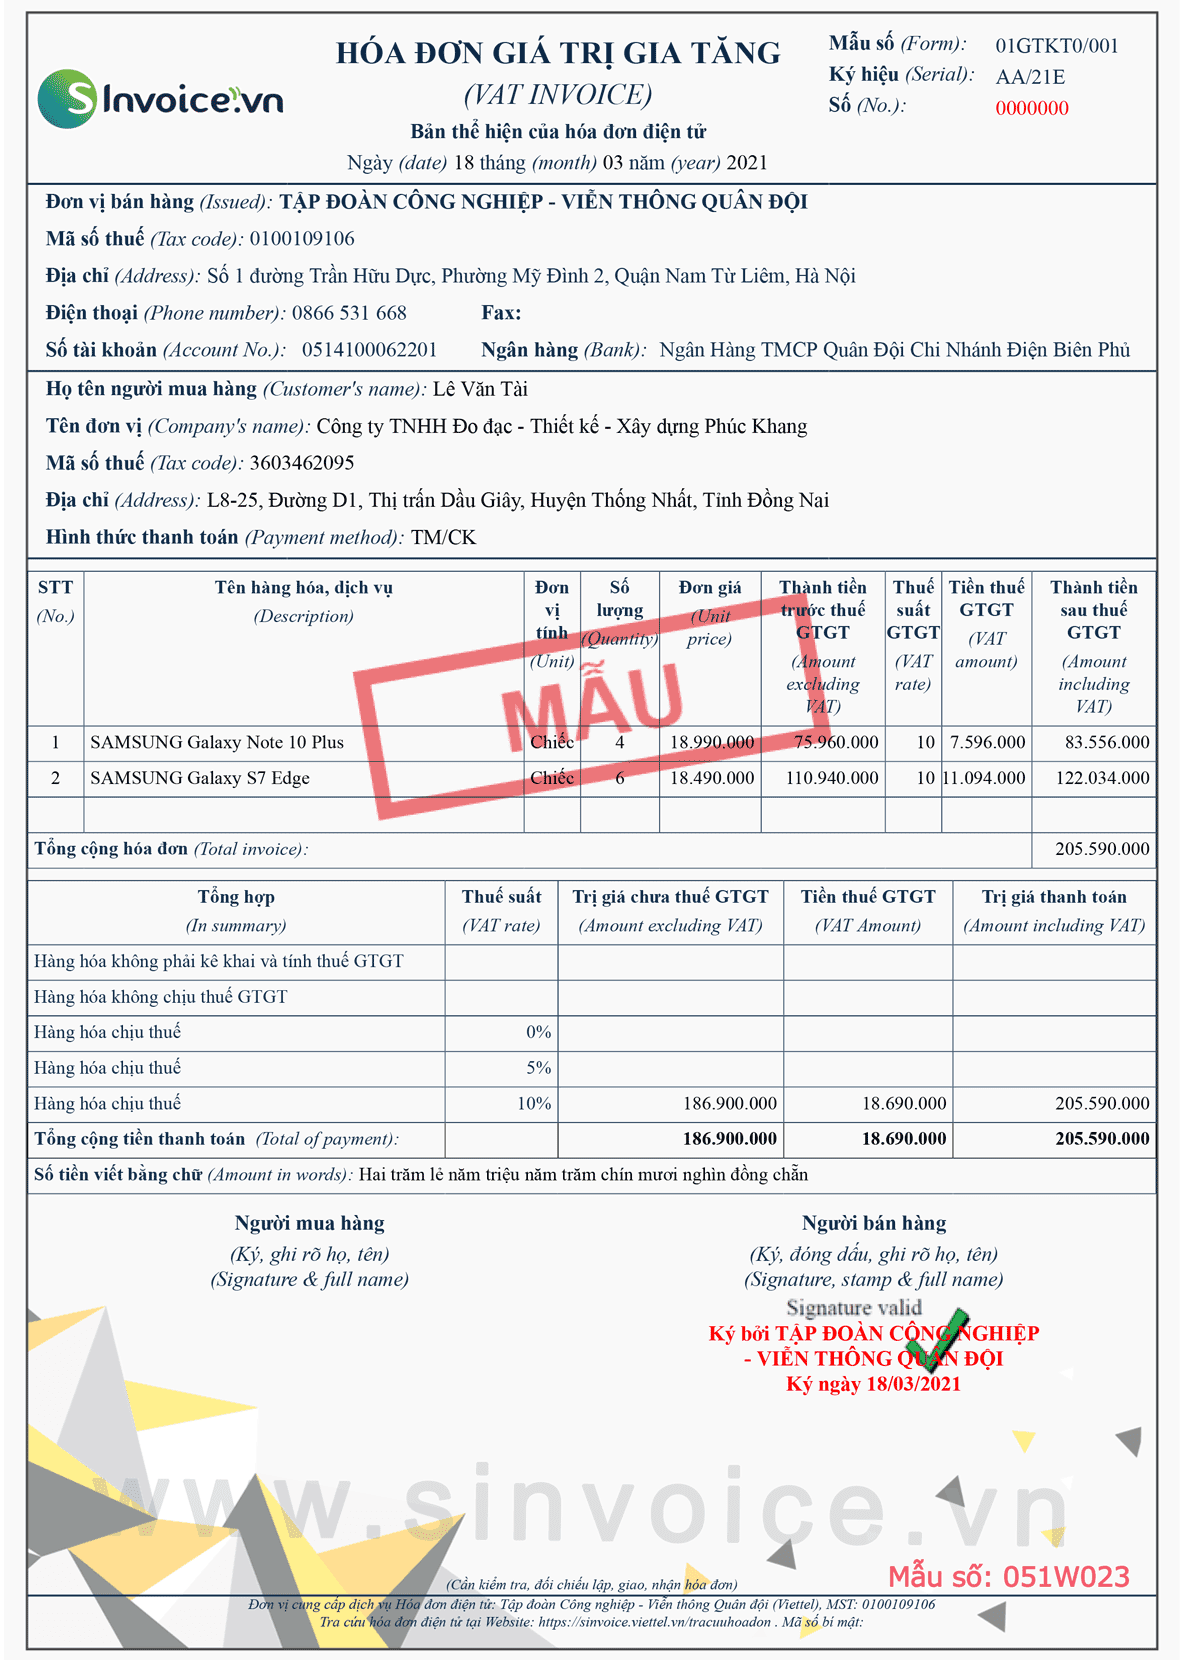 SInvoice.vn
HÓA ĐƠN GIÁ TRỊ GIA TĂNG
(VAT INVOICE)
Bản thể hiện của hóa đơn điện tử
Ngày (date) 18 tháng (month) 03 năm (year) 2021
Mẫu số (Form): 01GTKT0/001
Ký hiệu (Serial): AA/21E
Số (No.): 0000000
Đơn vị bán hàng (Issued): TẬP ĐOÀN CÔNG NGHIỆP - VIỄN THÔNG QUÂN ĐỘI
Mã số thuế (Tax code): 0100109106
Địa chỉ (Address): Số 1 đường Trần Hữu Dực, Phường Mỹ Đình 2, Quận Nam Từ Liêm, Hà Nội
Điện thoại (Phone number): 0866 531 668 Fax:
Số tài khoản (Account No.): 0514100062201 Ngân hàng (Bank): Ngân Hàng TMCP Quân Đội Chi Nhánh Điện Biên Phủ
Họ tên người mua hàng (Customer's name): Lê Văn Tài
Tên đơn vị (Company's name): Công ty TNHH Đo đạc - Thiết kế - Xây dựng Phúc Khang
Mã số thuế (Tax code): 3603462095
Địa chỉ (Address): L8-25, Đường D1, Thị trấn Dầu Giây, Huyện Thống Nhất, Tỉnh Đồng Nai
Hình thức thanh toán (Payment method): TM/CK
STT Tên hàng hóa, dịch vụ Đơn Số Đơn giá Thành tiền Thuế Tiền thuế Thành tiền
(No.) (Description) vị lượng (Unit trước thuế suất GTGT sau thuế
tính (Quantity) price) GTGT GTGT (VAT GTGT
(Unit) (Amount (VAT amount) (Amount
excluding rate) including
VAT) VAT)
MẪU
1 SAMSUNG Galaxy Note 10 Plus Chiếc 4 18.990.000 75.960.000 10 7.596.000 83.556.000
2 SAMSUNG Galaxy S7 Edge Chiếc 6 18.490.000 110.940.000 10 11.094.000 122.034.000
Tổng cộng hóa đơn (Total invoice): 205.590.000
Tổng hợp Thuế suất Trị giá chưa thuế GTGT Tiền thuế GTGT Trị giá thanh toán
(In summary) (VAT rate) (Amount excluding VAT) (VAT Amount) (Amount including VAT)
Hàng hóa không phải kê khai và tính thuế GTGT
Hàng hóa không chịu thuế GTGT
Hàng hóa chịu thuế 0%
Hàng hóa chịu thuế 5%
Hàng hóa chịu thuế 10% 186.900.000 18.690.000 205.590.000
Tổng cộng tiền thanh toán (Total of payment): 186.900.000 18.690.000 205.590.000
Số tiền viết bằng chữ (Amount in words): Hai trăm lẻ năm triệu năm trăm chín mươi nghìn đồng chẵn
Người mua hàng Người bán hàng
(Ký, ghi rõ họ, tên) (Ký, đóng dấu, ghi rõ họ, tên)
(Signature & full name) (Signature, stamp & full name)
Signature valid
Ký bởi TẬP ĐOÀN CÔNG NGHIỆP
- VIỄN THÔNG QUÂN ĐỘI
Ký ngày 18/03/2021
www.sinvoice.vn
Mẫu số: 051W023
(Cần kiểm tra, đối chiếu lập, giao, nhận hóa đơn)
Đơn vị cung cấp dịch vụ Hóa đơn điện tử: Tập đoàn Công nghiệp - Viễn thông Quân đội (Viettel), MST: 0100109106
Tra cứu hóa đơn điện tử tại Website: https://sinvoice.viettel.vn/tracuuhoadon . Mã số bí mật: